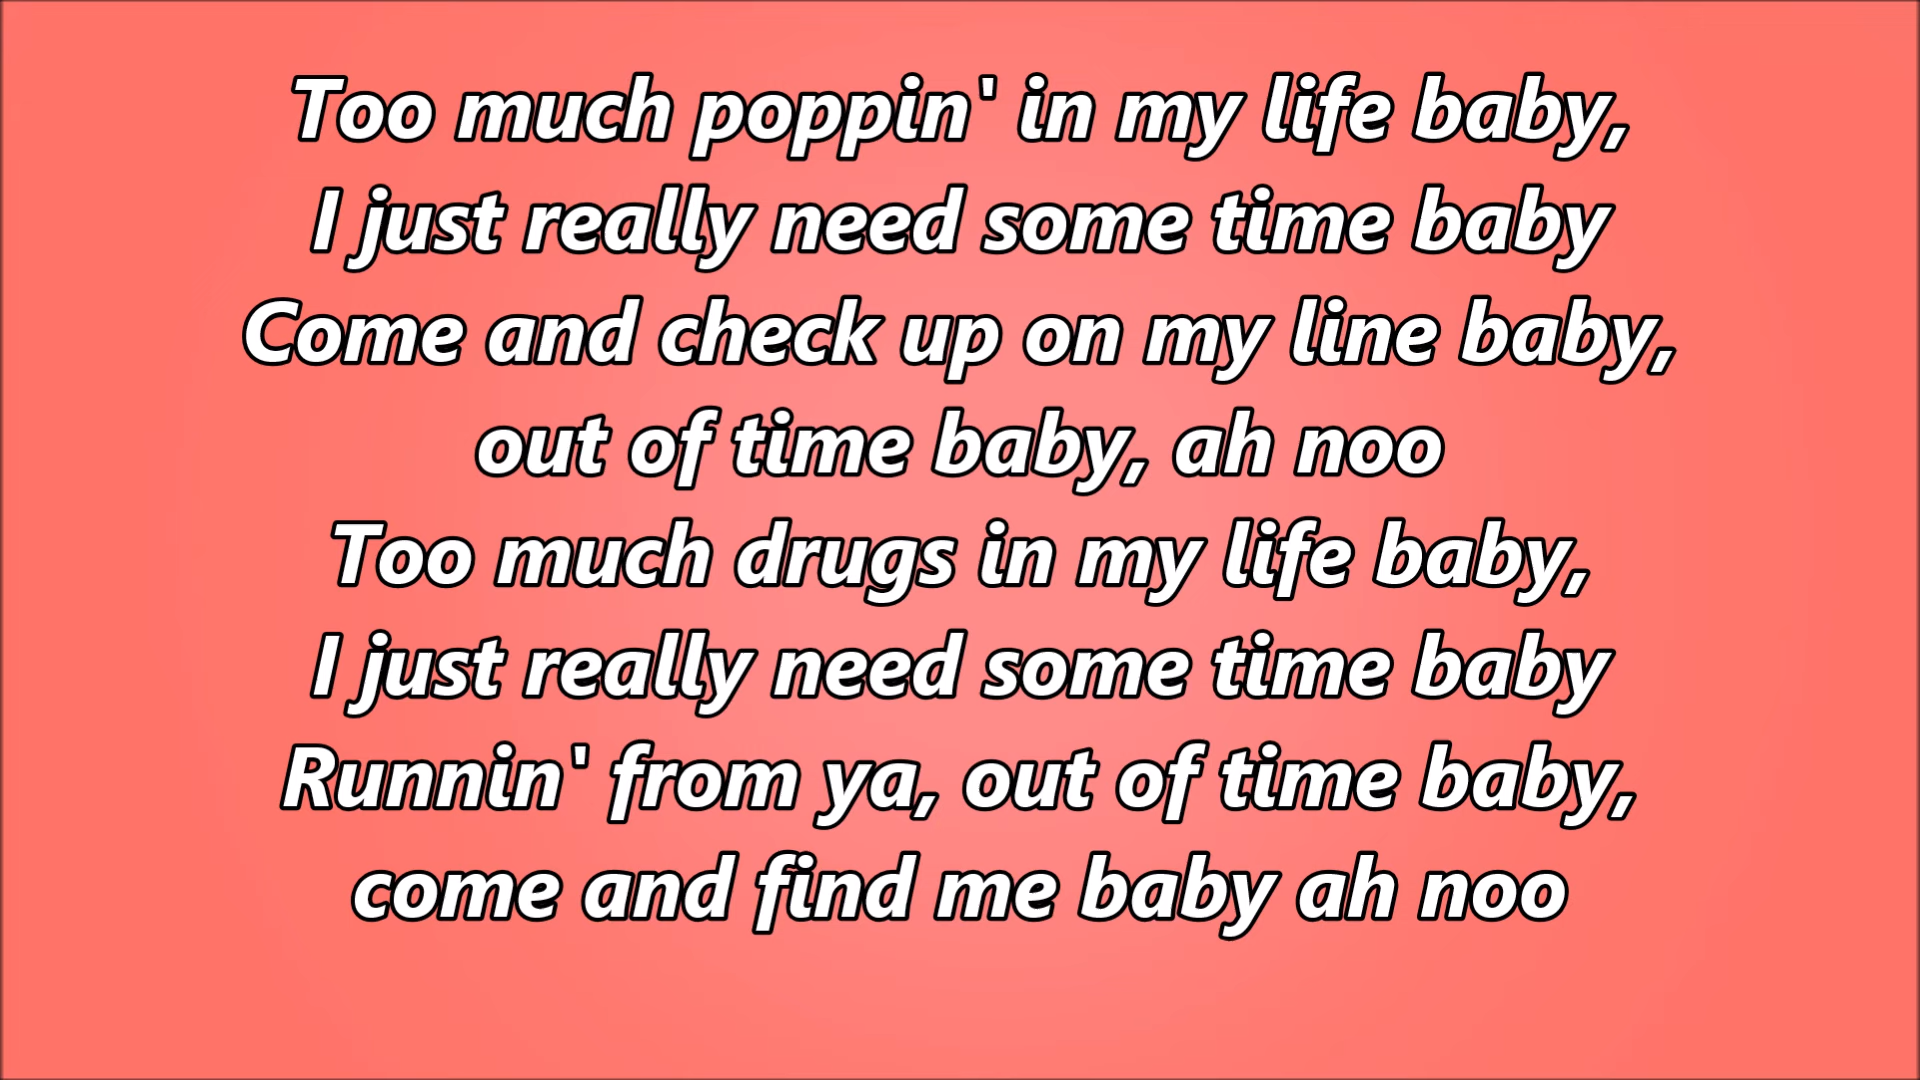 Too much poppin' in my life baby,
I just really need some time baby
Come and check up on my line baby,
out of time baby, ah noo
Too much drugs in my life baby,
I just really need some time baby
Runnin' from ya, out of time baby,
come and find me baby ah noo